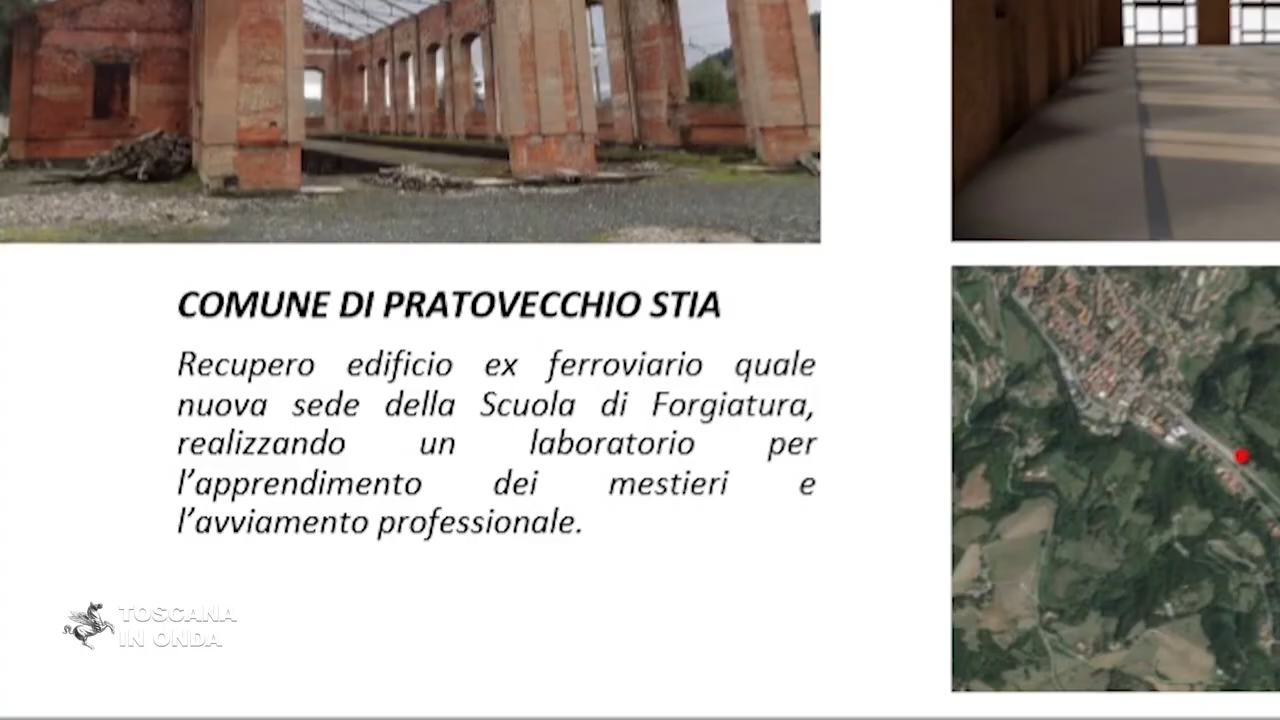 COMUNE DI PRATOVECCHIO STIA
Recupero edificio ex ferroviario quale
nuova sede della Scuola di Forgiatura,
realizzando un laboratorio per
l’apprendimento dei mestieri e
l’avviamento professionale.
TOSCANA
IN ONDA